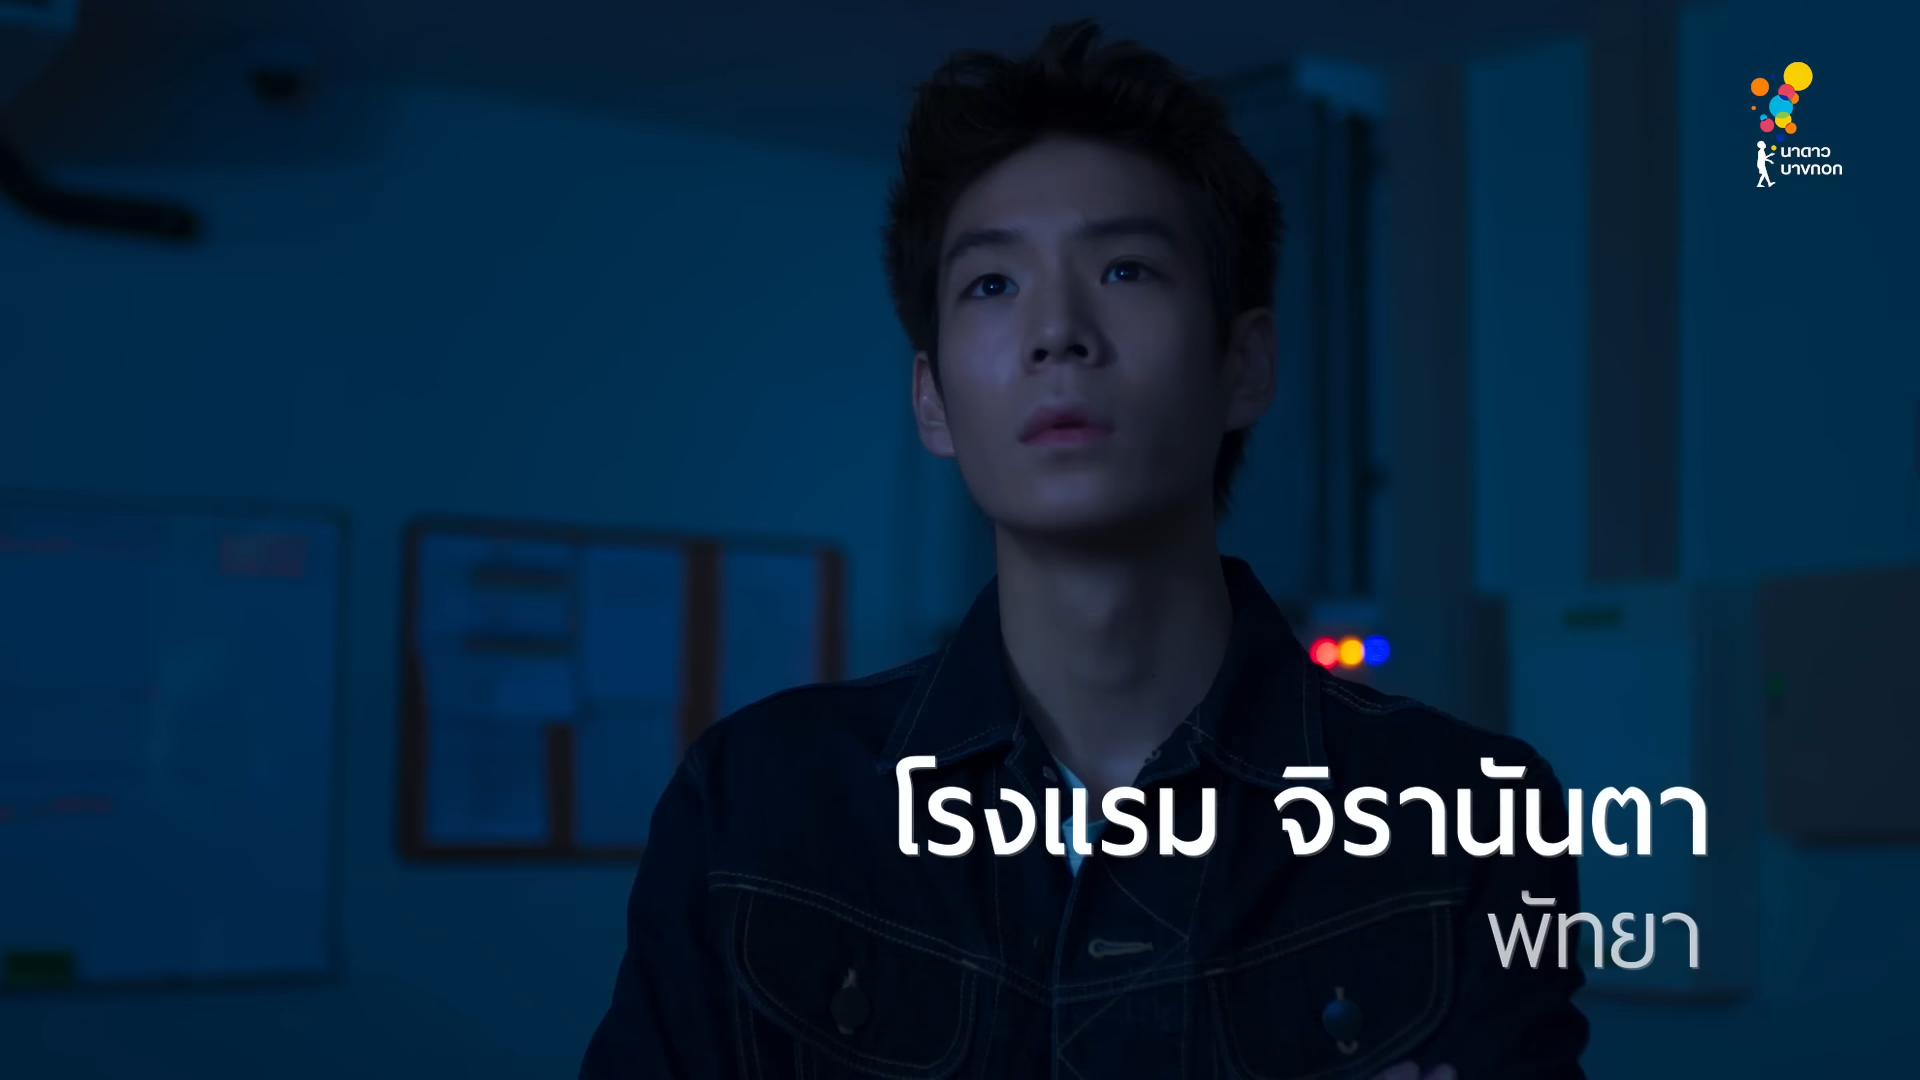 นาดาว
บางกอก
โรงแรม จิรานันตา
พัทยา